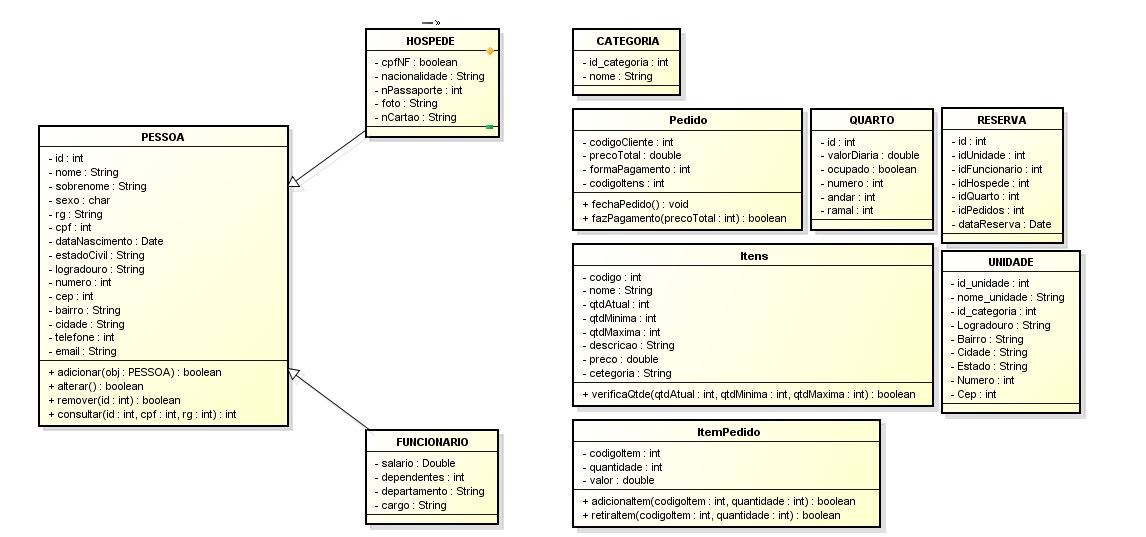 HOSPEDE
- cpfNF : boolean
- nacionalidade : String
- nPassaporte : int
- foto : String
- nCartao : String
PESSOA
- id : int
- nome : String
- sobrenome : String
- sexo : char
- rg : String
- cpf : int
- dataNascimento : Date
- estadoCivil : String
- logradouro : String
- numero : int
- cep : int
- bairro : String
- cidade : String
- telefone : int
- email : String
+ adicionar(obj : PESSOA) : boolean
+ alterar() : boolean
+ remover(id : int) : boolean
+ consultar(id : int, cpf : int, rg : int) : int
FUNCIONARIO
- salario : Double
- dependentes : int
- departamento : String
- cargo : String
CATEGORIA
- id_categoria : int
- nome : String
Pedido
- codigoCliente : int
- precoTotal : double
- formaPagamento : int
- codigoItens : int
+ fechaPedido() : void
+ fazPagamento(precoTotal : int) : boolean
QUARTO
- id : int
- valorDiaria : double
- ocupado : boolean
- numero : int
- andar : int
- ramal : int
RESERVA
- id : int
- idUnidade : int
- idFuncionario : int
- idHospede : int
- idQuarto : int
- idPedidos : int
- dataReserva : Date
Itens
- codigo : int
- nome : String
- qtdAtual : int
- qtdMinima : int
- qtdMaxima : int
- descricao : String
- preco : double
- cetegoria : String
+ verificaQtde(qtdAtual : int, qtdMinima : int, qtdMaxima : int) : boolean
UNIDADE
- id_unidade : int
- nome_unidade : String
- id_categoria : int
- Logradouro : String
- Bairro : String
- Cidade : String
- Estado : String
- Numero : int
- Cep : int
ItemPedido
- codigoItem : int
- quantidade : int
- valor : double
+ adicionaItem(codigoItem : int, quantidade : int) : boolean
+ retiraItem(codigoItem : int, quantidade : int) : boolean